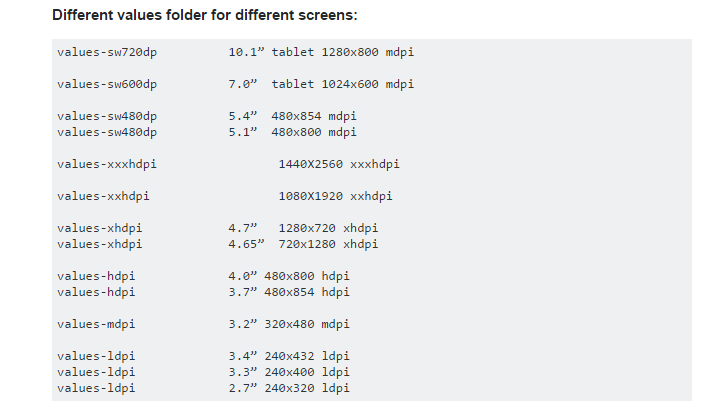 Different values folder for different screens:
values-sw720dp          10.1” tablet 1280x800 mdpi
values-sw600dp          7.0”  tablet 1024x600 mdpi
values-sw480dp          5.4”  480x854 mdpi
values-sw480dp          5.1”  480x800 mdpi
values-xxxhdpi                 1440X2560 xxxhdpi
values-xxhdpi                  1080X1920 xxhdpi
values-xhdpi            4.7”   1280x720 xhdpi
values-xhdpi            4.65”  720x1280 xhdpi
values-hdpi             4.0” 480x800 hdpi
values-hdpi             3.7” 480x854 hdpi
values-mdpi             3.2” 320x480 mdpi
values-ldpi             3.4” 240x432 ldpi
values-ldpi             3.3” 240x400 ldpi
values-ldpi             2.7” 240x320 ldpi